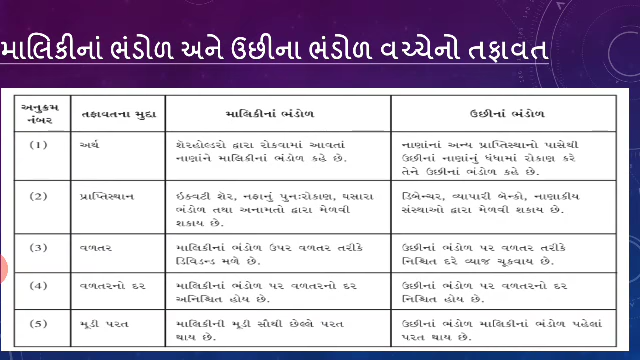 માલિકીનાં ભંડોળ અને ઉછીના ભંડોળ વચ્ચેનો તફાવત
અનુક્રમ નંબર
તફાવતના મુદા
માલિકીનાં ભંડોળ
ઉછીનાં ભંડોળ
(1)
અર્થ
શૅરહોલ્ડરો દ્વારા રોકવામાં આવતાં
નાણાંને માલિકીનાં ભંડોળ કહે છે.
નાણાંનાં અન્ય પ્રાપ્તિસ્થાનો પાસેથી
ઉછીનાં નાણાંનું ધંધામાં રોકાણ કરે
તેને ઉછીનાં ભંડોળ કહે છે.
(2)
પ્રાપ્તિસ્થાન
ઇક્વિટી શૅર, નફાનું પુનઃરોકાણ, ઘસારા
ભંડોળ તથા અનામતો દ્વારા મેળવી
શકાય છે.
ડિબેન્ચર, વ્યાપારી બેન્કો, નાણાકીય
સંસ્થાઓ દ્વારા મેળવી શકાય છે.
(3)
વળતર
માલિકીનાં ભંડોળ ઉપર વળતર તરીકે
ડિવિડન્ડ મળે છે.
ઉછીનાં ભંડોળ પર વળતર તરીકે
નિશ્ચિત દરે વ્યાજ ચૂકવાય છે.
(4)
વળતરનો દર
માલિકીનાં ભંડોળ પર વળતરનો દર
અનિશ્ચિત હોય છે.
ઉછીનાં ભંડોળ પર વળતરનો દર
નિશ્ચિત હોય છે.
(5)
મૂડી પરત
માલિકીની મૂડી સૌથી છેલ્લે પરત
થાય છે.
ઉછીનાં ભંડોળ માલિકીનાં ભંડોળ પહેલાં
પરત થાય છે.